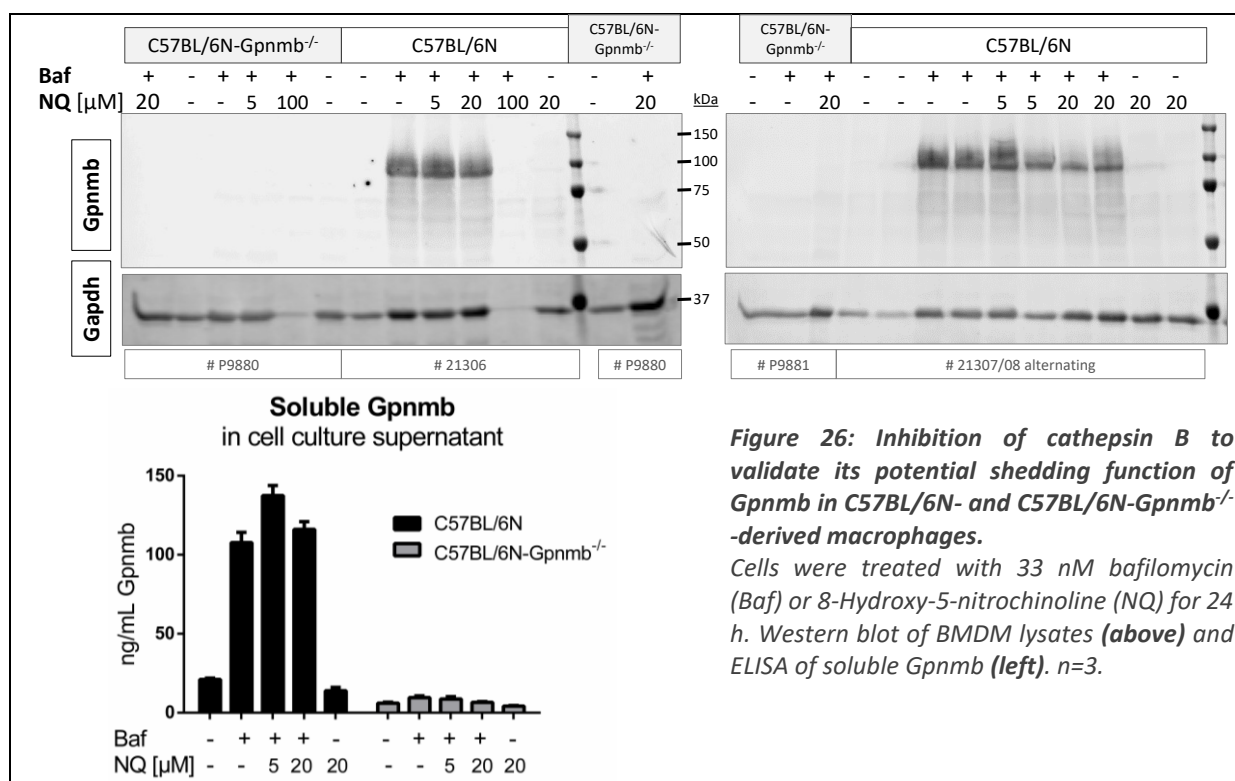 C57BL/6N-Gpnmb-/- C57BL/6N C57BL/6N-Gpnmb-/- C57BL/6N-Gpnmb-/- C57BL/6N
Baf + - + + + - - + + + + - - + - + + - - + + + + + + - -
NQ [µM] 20 - - 5 100 - - - 5 20 100 20 - 20 kDa - - 20 - - - - 5 5 20 20 20 20
Gpnmb
150
100
75
50
Gapdh
37
# P9880 # 21306 # P9880 # P9881 # 21307/08 alternating
Soluble Gpnmb
in cell culture supernatant
ng/mL Gpnmb
150
100
50
0
C57BL/6N
C57BL/6N-Gpnmb-/-
Baf - + + + - - + + + -
NQ [µM] - - 5 20 20 - - 5 20 20
Figure 26: Inhibition of cathepsin B to
validate its potential shedding function of
Gpnmb in C57BL/6N- and C57BL/6N-Gpnmb-/-
-derived macrophages.
Cells were treated with 33 nM bafilomycin
(Baf) or 8-Hydroxy-5-nitrochinoline (NQ) for 24
h. Western blot of BMDM lysates (above) and
ELISA of soluble Gpnmb (left). n=3.